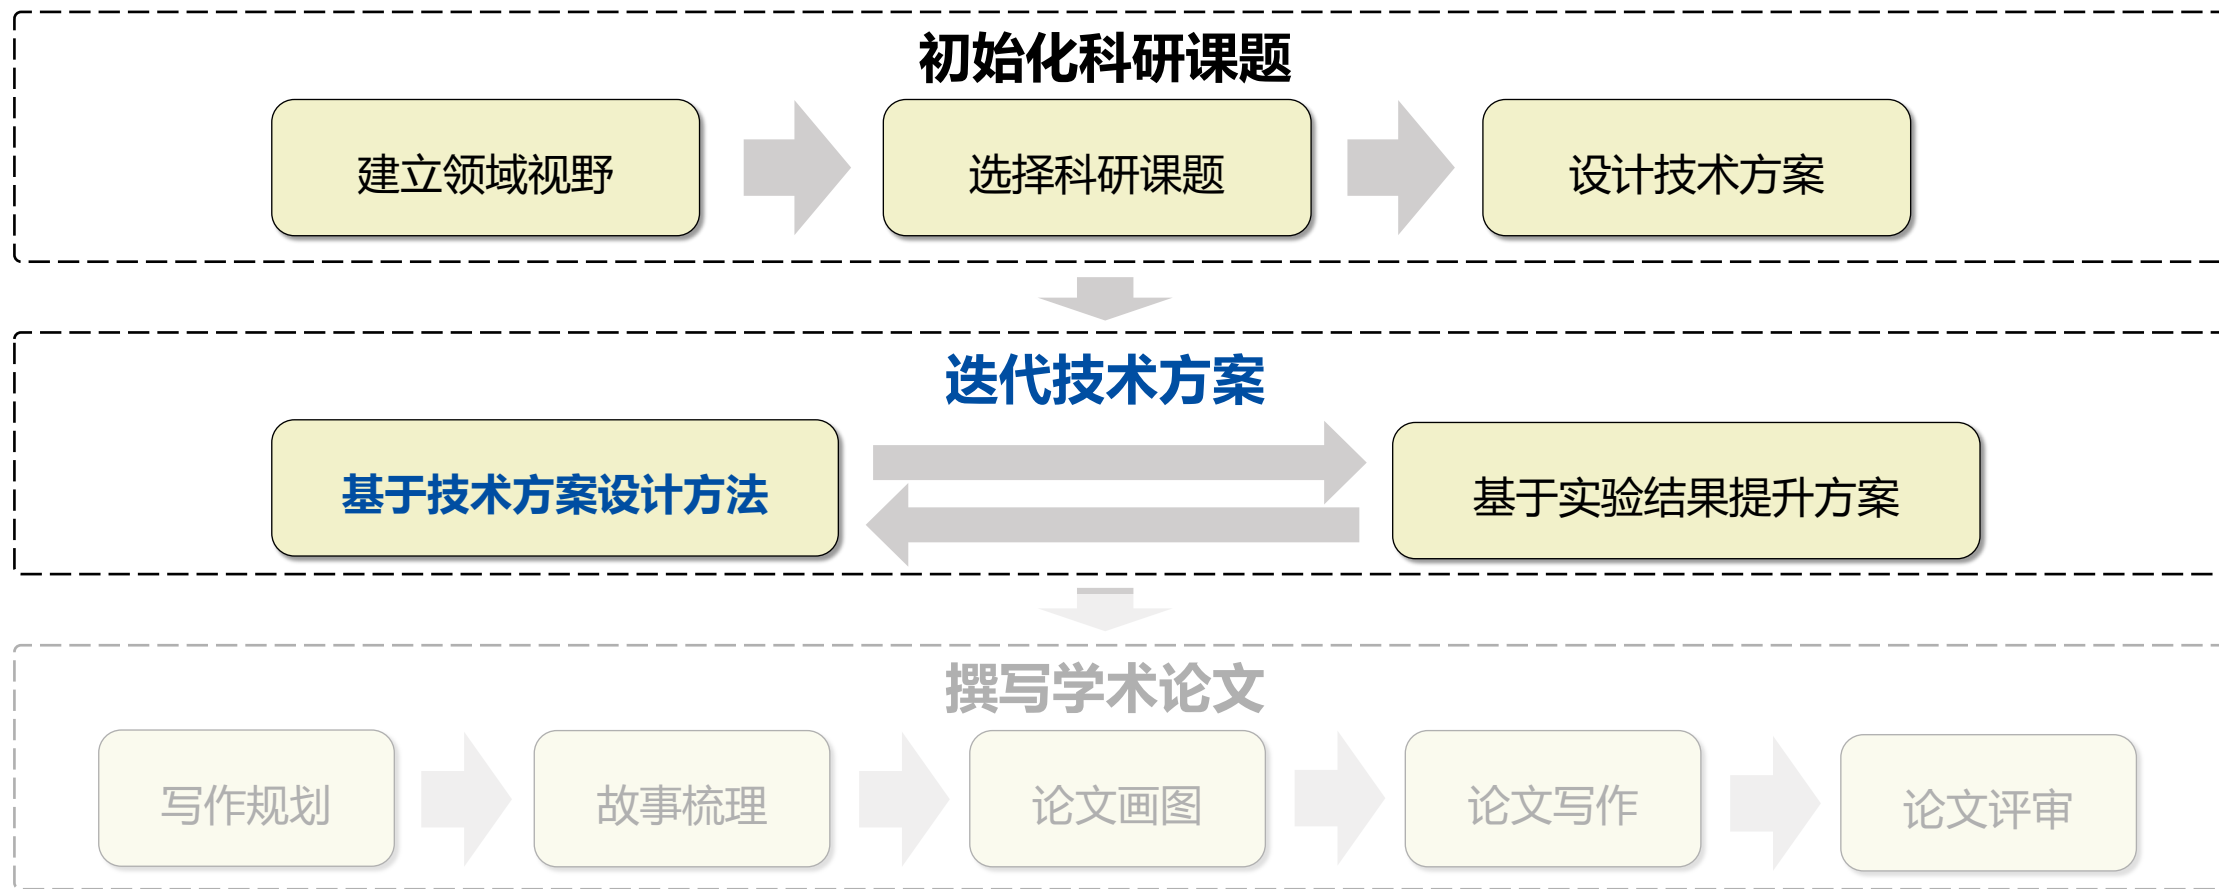 初始化科研课题
建立领域视野
选择科研课题
设计技术方案
迭代技术方案
基于技术方案设计方法
基于实验结果提升方案
撰写学术论文
写作规划
故事梳理
论文画图
论文写作
论文评审